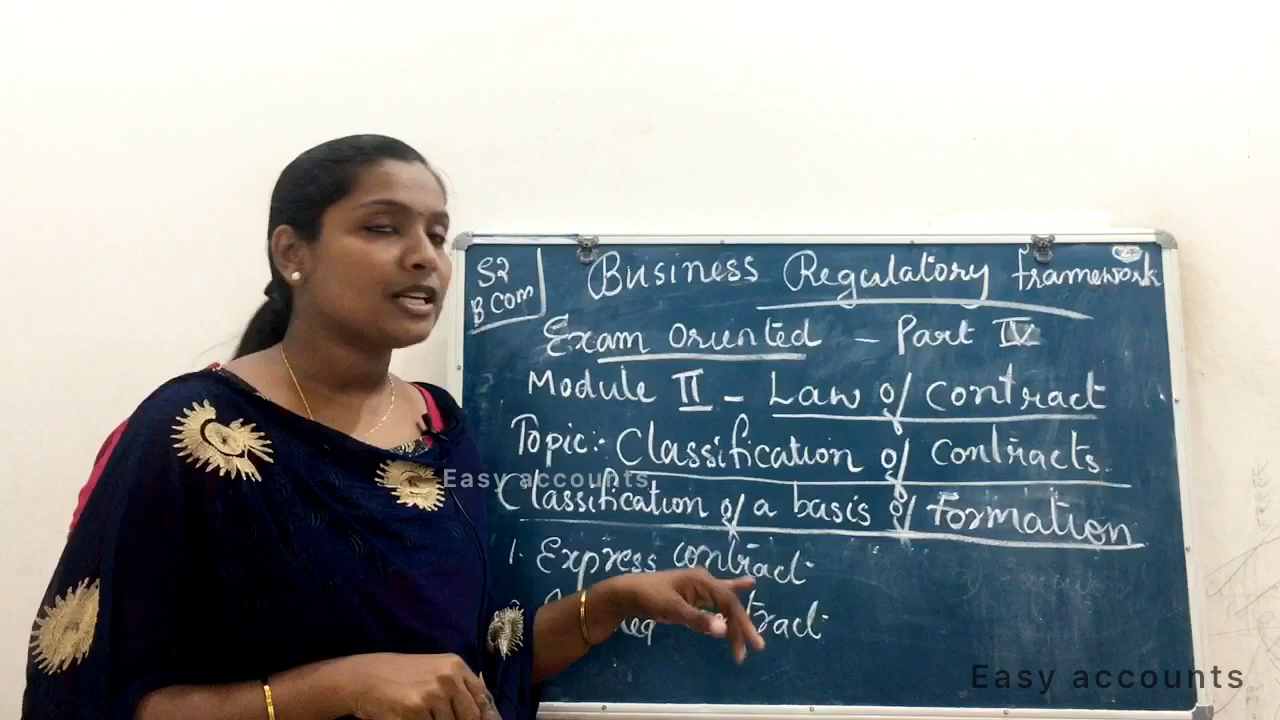 S2
B Com
Business Regulatory framework
Exam Oriented - Part IV
Module II - Law of Contract
Topic: Classification of Contracts.
Easy accounts
Classification of a basis of Formation
1. Express contract.
Easy accounts